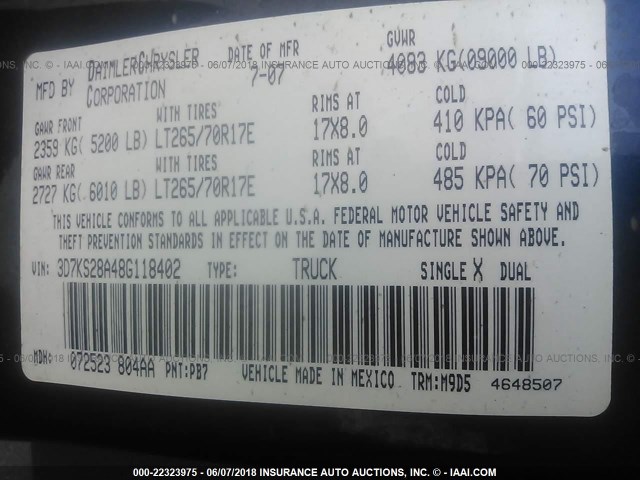 MFD BY DAIMLERCHRYSLER CORPORATION DATE OF MFR 7-07 GVWR 4083 KG(09000 LB)
GAWR FRONT WITH TIRES RIMS AT COLD
2359 KG( 5200 LB) LT265/70R17E 17X8.0 410 KPA( 60 PSI)
GAWR REAR WITH TIRES RIMS AT COLD
2727 KG( 6010 LB) LT265/70R17E 17X8.0 485 KPA( 70 PSI)
THIS VEHICLE CONFORMS TO ALL APPLICABLE U.S.A. FEDERAL MOTOR VEHICLE SAFETY AND
THEFT PREVENTION STANDARDS IN EFFECT ON THE DATE OF MANUFACTURE SHOWN ABOVE.
VIN: 3D7KS28A48G118402 TYPE: TRUCK SINGLE X DUAL
MDH: 072523 804AA PNT:PB7 VEHICLE MADE IN MEXICO TRM:M9D5 4648507
000-22323975 - 06/07/2018 INSURANCE AUTO AUCTIONS, INC. - © - IAAI.COM